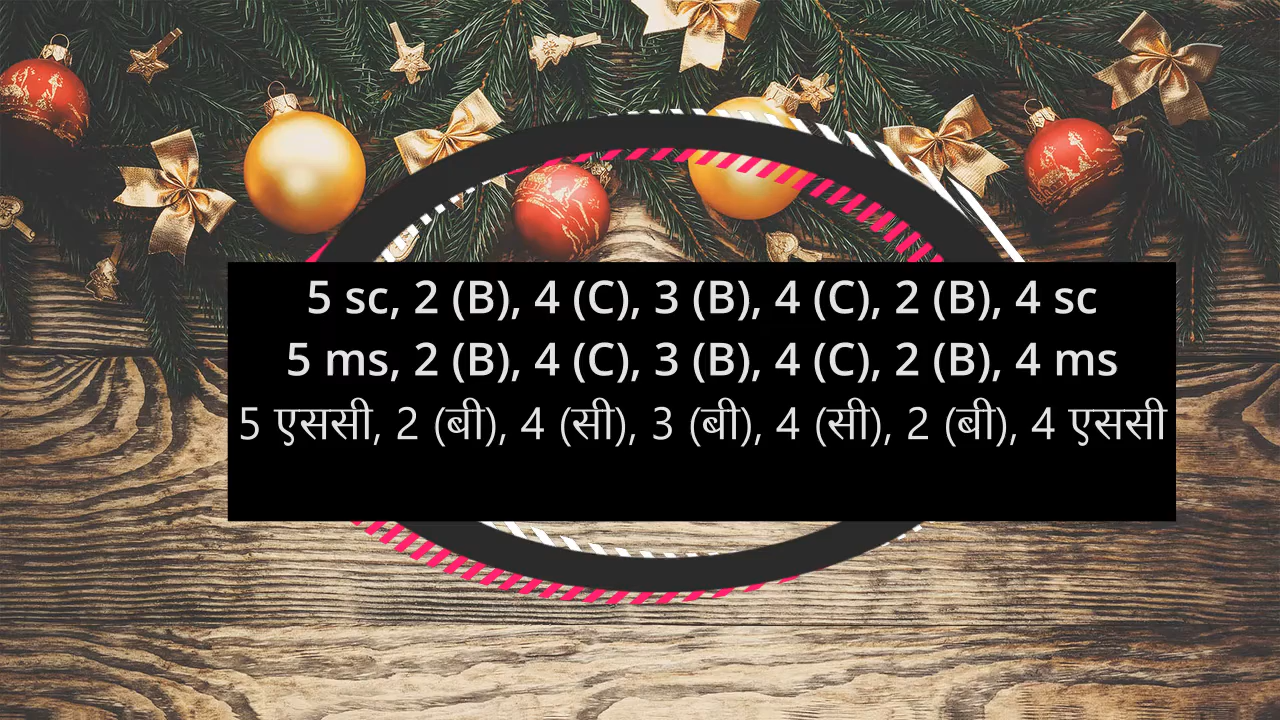 5 sc, 2 (B), 4 (C), 3 (B), 4 (C), 2 (B), 4 sc
5 ms, 2 (B), 4 (C), 3 (B), 4 (C), 2 (B), 4 ms
5 एससी, 2 (बी), 4 (सी), 3 (बी), 4 (सी), 2 (बी), 4 एससी